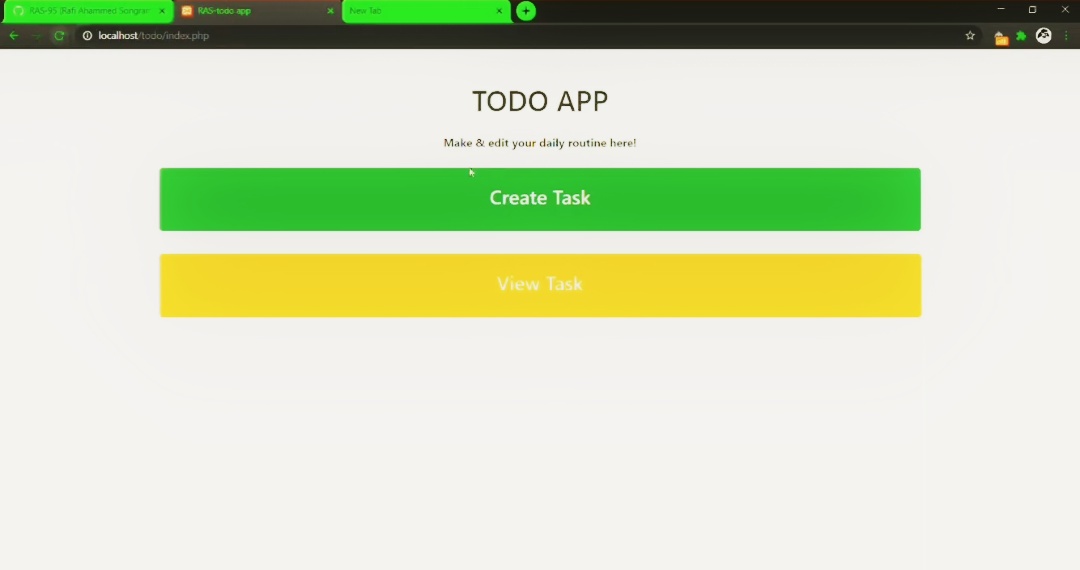 RAS-95 (Rafi Ahammed Songram
RAS-todo app
New Tab
localhost/todo/index.php
TODO APP
Make & edit your daily routine here!
Create Task
View Task